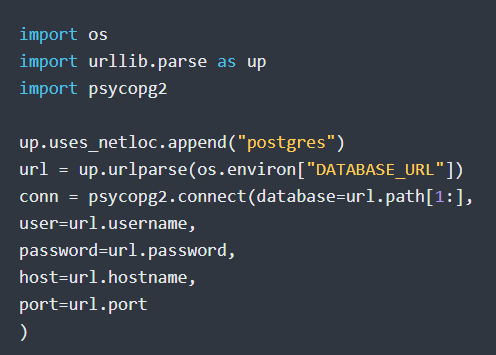 import os
import urllib.parse as up
import psycopg2
up.uses_netloc.append("postgres")
url = up.urlparse(os.environ["DATABASE_URL"])
conn = psycopg2.connect(database=url.path[1:],
user=url.username,
password=url.password,
host=url.hostname,
port=url.port
)